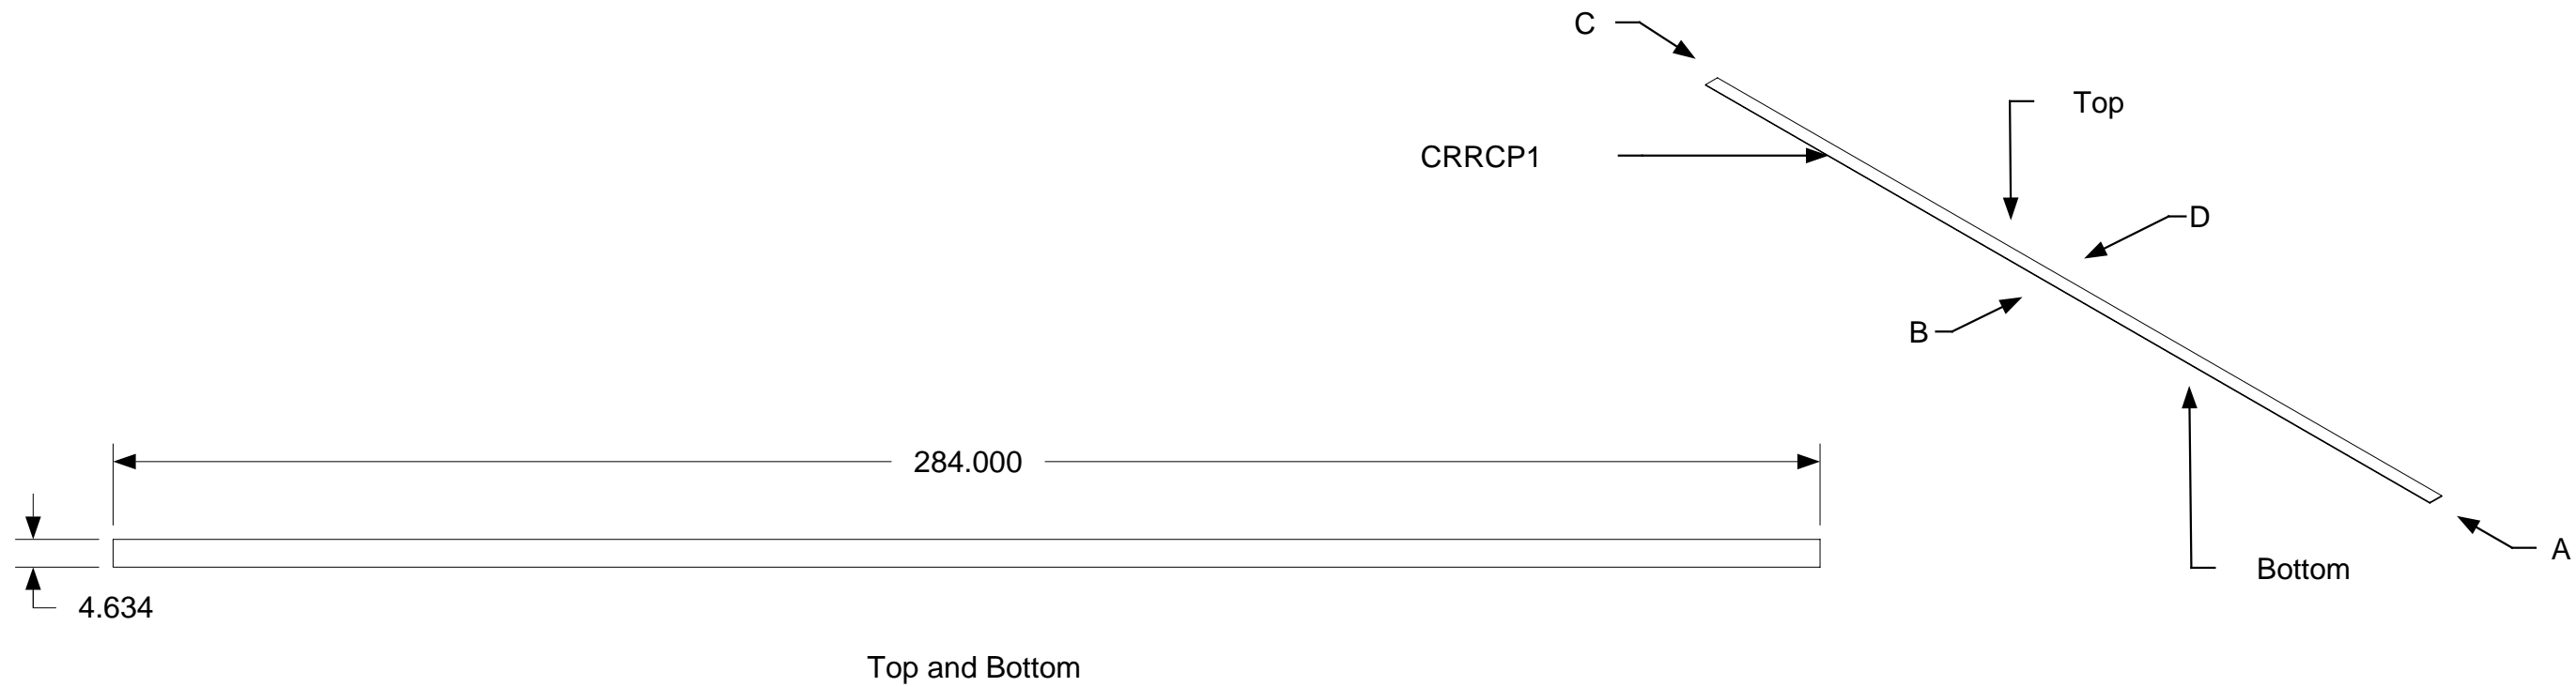 C
Top
CRRCP1
D
B
284.000
A
Bottom
4.634
Top and Bottom